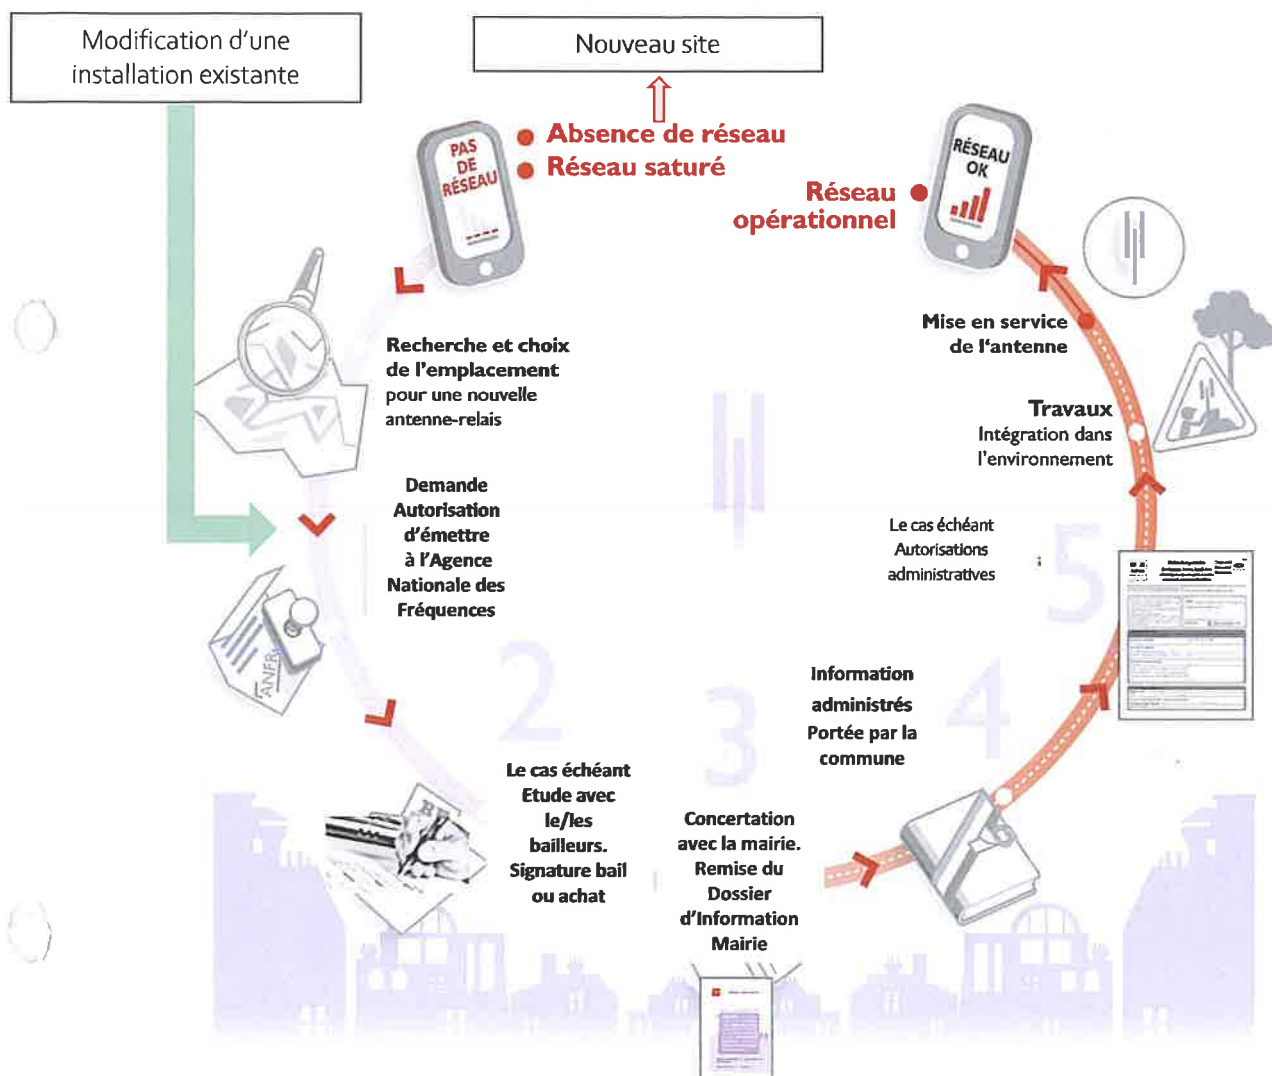 Modification d'une
installation existante
Nouveau site
Absence de réseau
Réseau saturé
PAS
DE
RÉSEAU
RÉSEAU
OK
Réseau
opérationnel
Recherche et choix
de l'emplacement
pour une nouvelle
antenne-relais
Mise en service
de l'antenne
Travaux
Intégration dans
l'environnement
Demande
Autorisation
d'émettre
à l'Agence
Nationale des
Fréquences
ANFR
Le cas échéant
Autorisations
administratives
5
2
3
4
Information
administrés
Portée par la
commune
Le cas échéant
Etude avec
le/les
bailleurs.
Signature bail
ou achat
Concertation
avec la mairie.
Remise du
Dossier
d'Information
Mairie